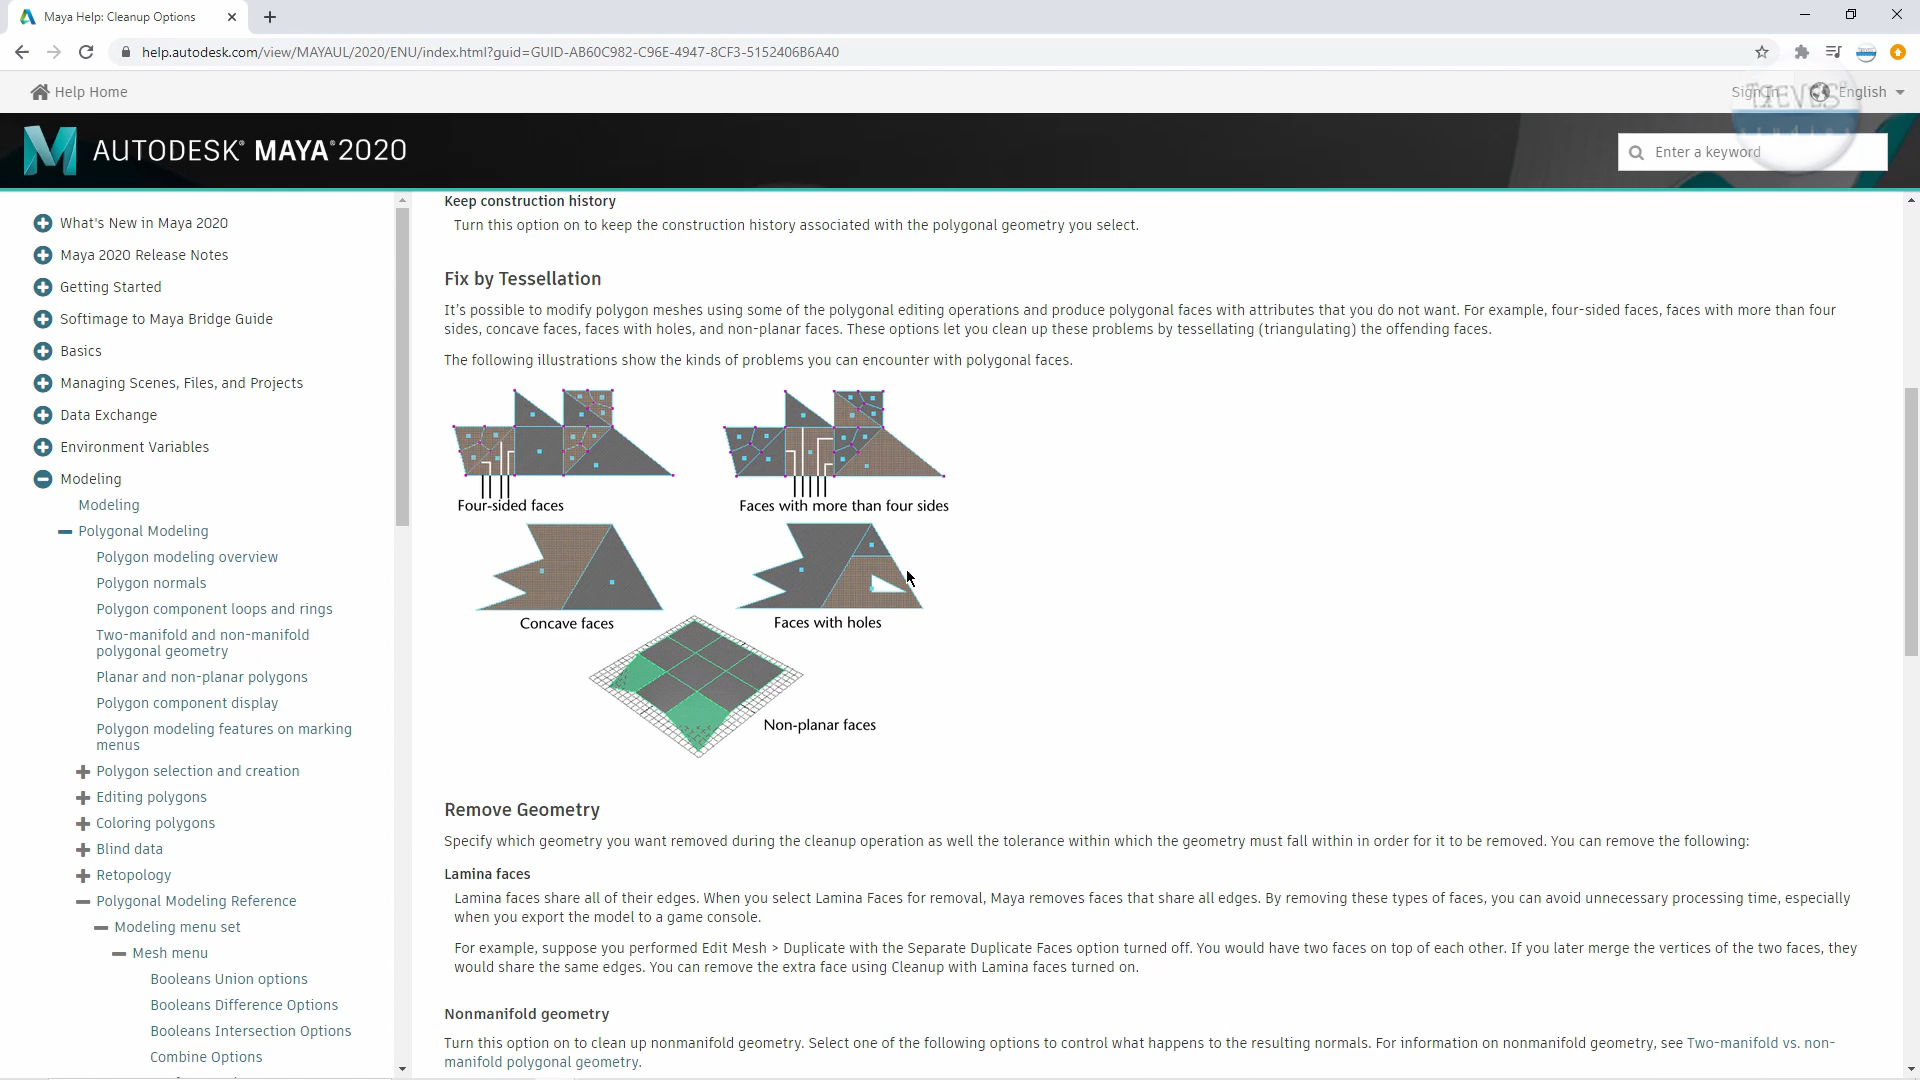 Maya Help: Cleanup Options
help.autodesk.com/view/MAYAUL/2020/ENU/index.html?guid=GUID-AB60C982-C96E-4947-8CF3-5152406B6A40
Help Home
Sign In
English
AUTODESK® MAYA® 2020
Enter a keyword
What's New in Maya 2020
Maya 2020 Release Notes
Getting Started
Softimage to Maya Bridge Guide
Basics
Managing Scenes, Files, and Projects
Data Exchange
Environment Variables
Modeling
Modeling
Polygonal Modeling
Polygon modeling overview
Polygon normals
Polygon component loops and rings
Two-manifold and non-manifold
polygonal geometry
Planar and non-planar polygons
Polygon component display
Polygon modeling features on marking
menus
Polygon selection and creation
Editing polygons
Coloring polygons
Blind data
Retopology
Polygonal Modeling Reference
Modeling menu set
Mesh menu
Booleans Union options
Booleans Difference Options
Booleans Intersection Options
Combine Options
Keep construction history
Turn this option on to keep the construction history associated with the polygonal geometry you select.
Fix by Tessellation
It's possible to modify polygon meshes using some of the polygonal editing operations and produce polygonal faces with attributes that you do not want. For example, four-sided faces, faces with more than four
sides, concave faces, faces with holes, and non-planar faces. These options let you clean up these problems by tessellating (triangulating) the offending faces.
The following illustrations show the kinds of problems you can encounter with polygonal faces.
Four-sided faces
Faces with more than four sides
Concave faces
Faces with holes
Non-planar faces
Remove Geometry
Specify which geometry you want removed during the cleanup operation as well the tolerance within which the geometry must fall within in order for it to be removed. You can remove the following:
Lamina faces
Lamina faces share all of their edges. When you select Lamina Faces for removal, Maya removes faces that share all edges. By removing these types of faces, you can avoid unnecessary processing time, especially
when you export the model to a game console.
For example, suppose you performed Edit Mesh > Duplicate with the Separate Duplicate Faces option turned off. You would have two faces on top of each other. If you later merge the vertices of the two faces, they
would share the same edges. You can remove the extra face using Cleanup with Lamina faces turned on.
Nonmanifold geometry
Turn this option on to clean up nonmanifold geometry. Select one of the following options to control what happens to the resulting normals. For information on nonmanifold geometry, see Two-manifold vs. non-
manifold polygonal geometry.